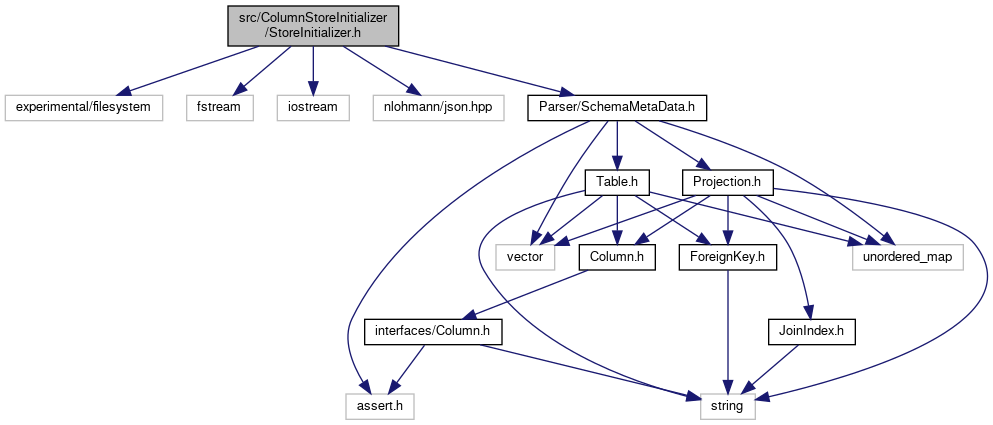 src/ColumnStoreInitializer
/StoreInitializer.h
experimental/filesystem
fstream
iostream
nlohmann/json.hpp
Parser/SchemaMetaData.h
Table.h
Projection.h
vector
Column.h
ForeignKey.h
unordered_map
interfaces/Column.h
JoinIndex.h
assert.h
string